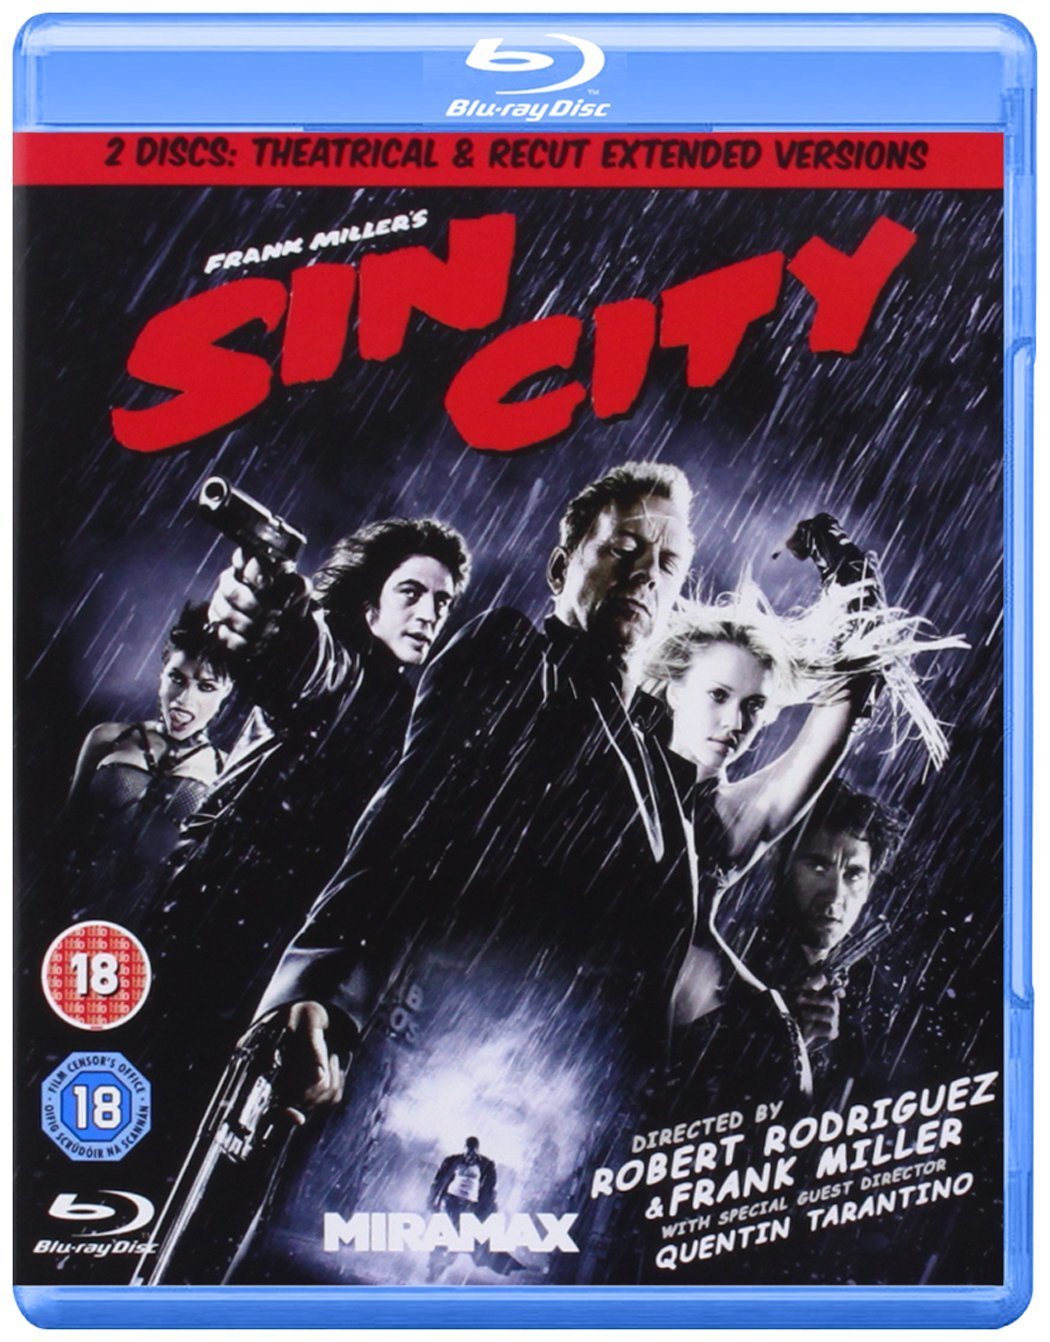 Blu-ray Disc
TM
2 DISCS: THEATRICAL & RECUT EXTENDED VERSIONS
FRANK MILLER'S
SIN
CITY
18
FILM CENSOR'S OFFICE
18
OIFIG SCRÚDÓIR NA SCANNÁN
Blu-ray Disc
MIRAMAX
DIRECTED BY
ROBERT RODRIGUEZ
& FRANK MILLER
WITH SPECIAL GUEST DIRECTOR
QUENTIN TARANTINO